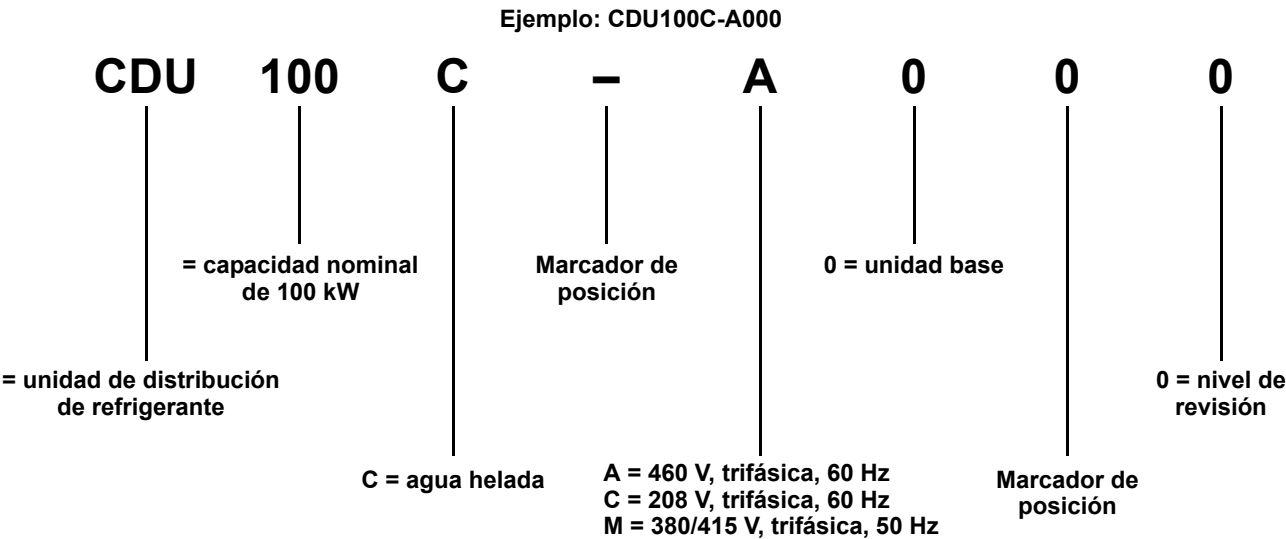 Ejemplo: CDU100C-A000
CDU 100 C – A 0 0 0
= capacidad nominal
de 100 kW
Marcador de
posición
0 = unidad base
= unidad de distribución
de refrigerante
0 = nivel de
revisión
C = agua helada
A = 460 V, trifásica, 60 Hz
C = 208 V, trifásica, 60 Hz
M = 380/415 V, trifásica, 50 Hz
Marcador de
posición